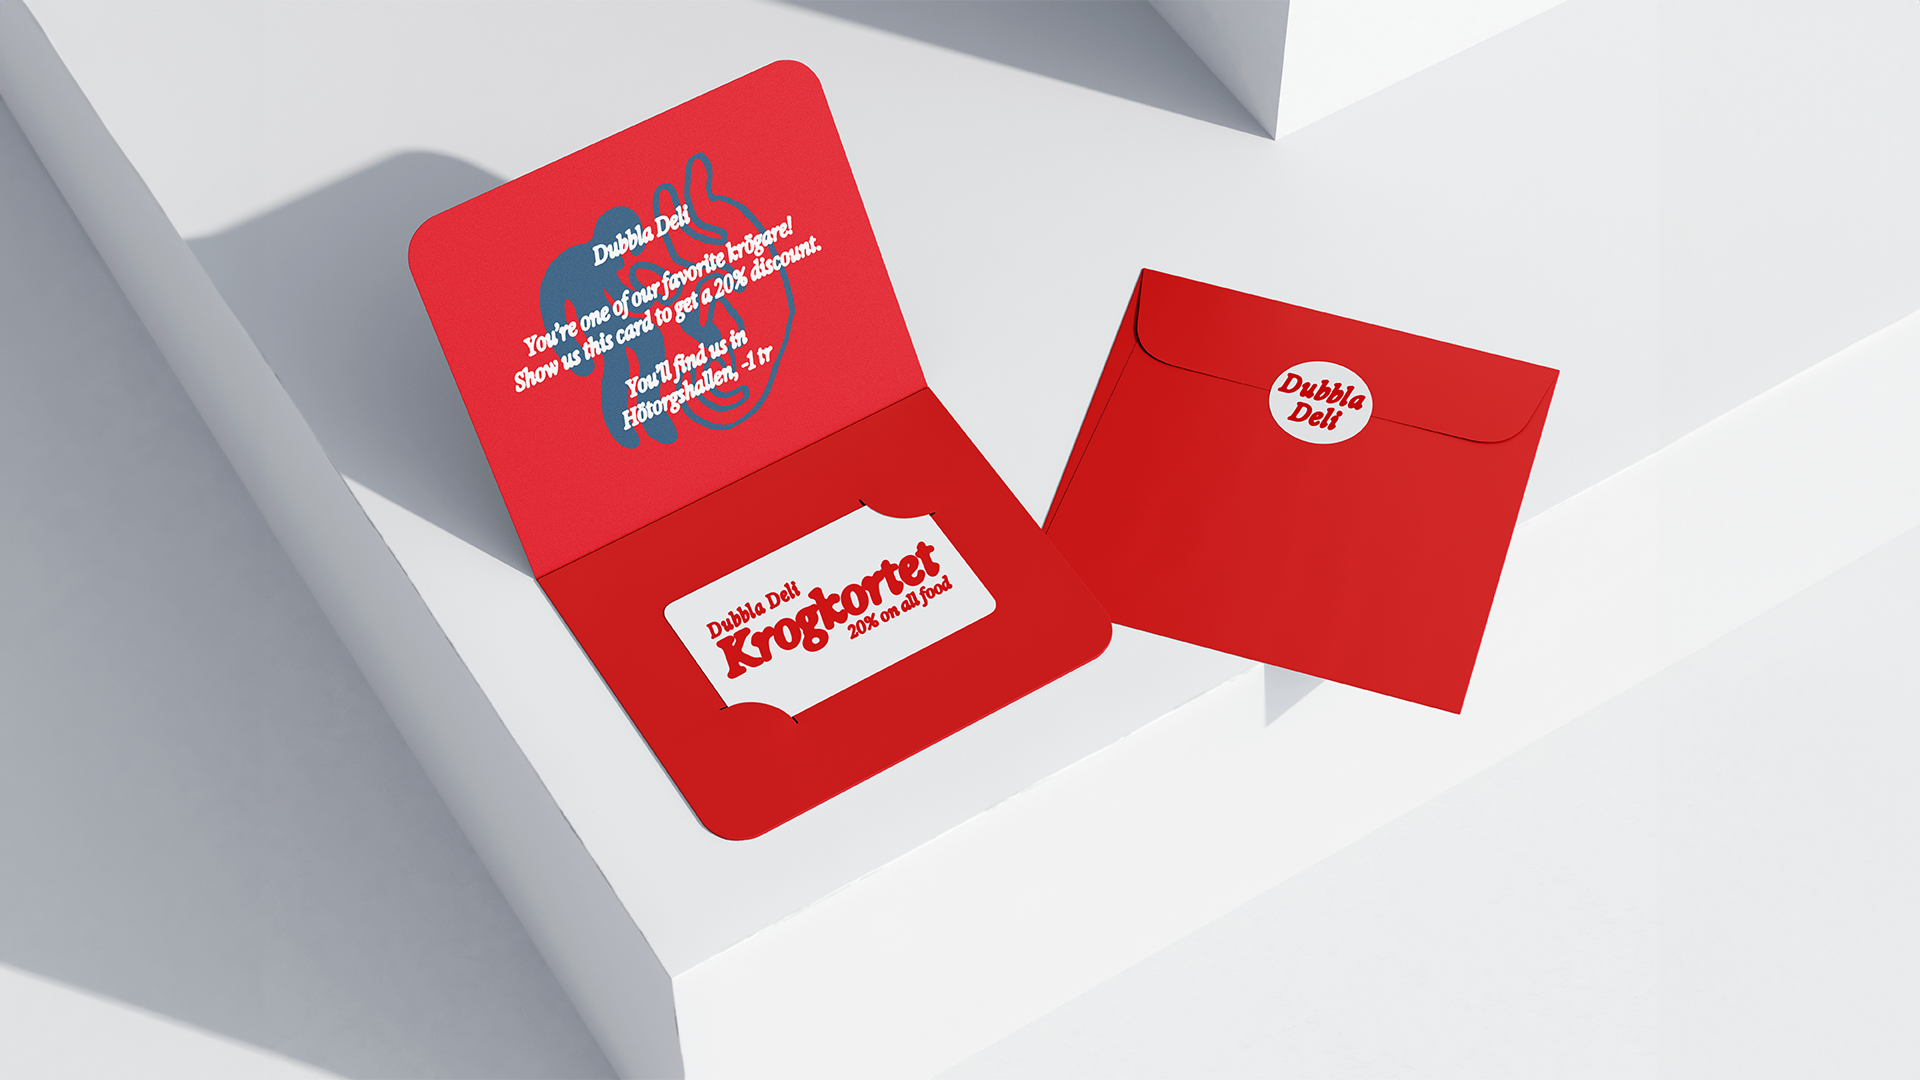 Dubbla Deli
You're one of our favorite krögare!
Show us this card to get a 20% discount.
You'll find us in
Hötorgshallen, -1 tr
Dubbla Deli
Krogkortet
20% on all food
Dubbla
Deli